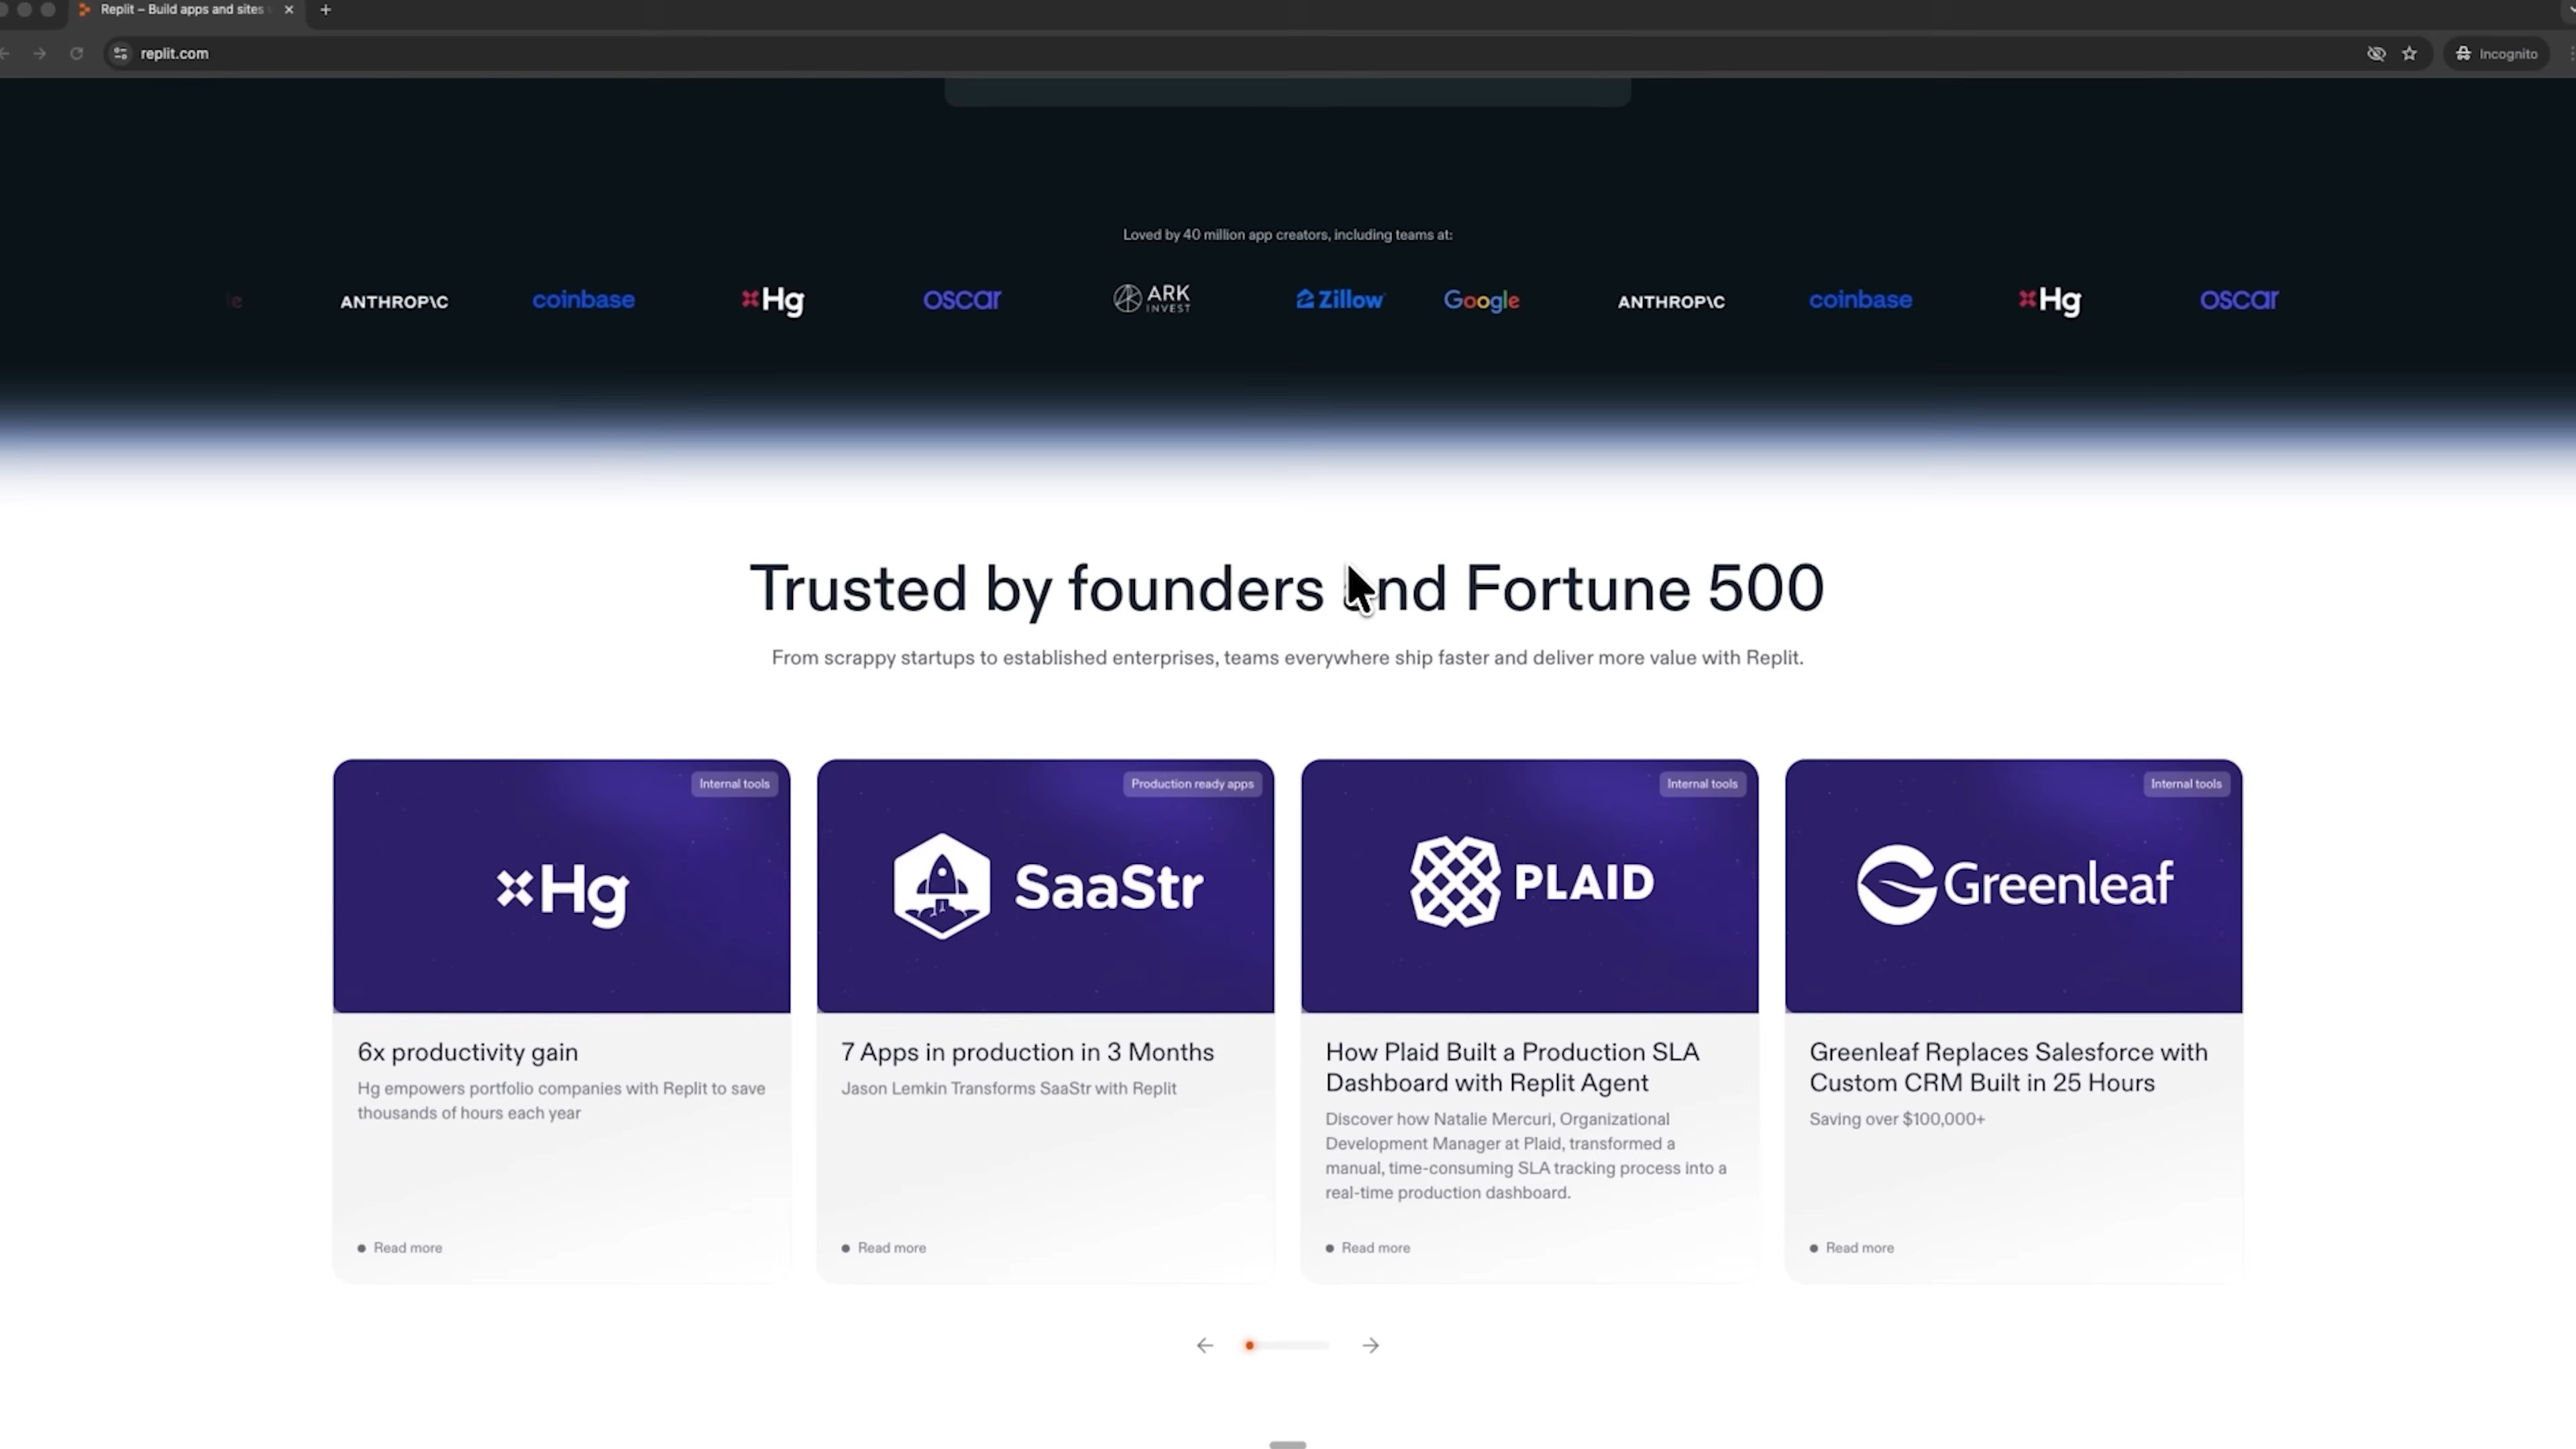 Replit – Build apps and sites
replit.com
Incognito
Loved by 40 million app creators, including teams at:
le ANTHROP\C coinbase Hg oscar ARK INVEST Zillow Google ANTHROP\C coinbase Hg oscar
Trusted by founders and Fortune 500
From scrappy startups to established enterprises, teams everywhere ship faster and deliver more value with Replit.
Internal tools
Hg
6x productivity gain
Hg empowers portfolio companies with Replit to save
thousands of hours each year
Read more
Production ready apps
SaaStr
7 Apps in production in 3 Months
Jason Lemkin Transforms SaaStr with Replit
Read more
Internal tools
PLAID
How Plaid Built a Production SLA
Dashboard with Replit Agent
Discover how Natalie Mercuri, Organizational
Development Manager at Plaid, transformed a
manual, time-consuming SLA tracking process into a
real-time production dashboard.
Read more
Internal tools
Greenleaf
Greenleaf Replaces Salesforce with
Custom CRM Built in 25 Hours
Saving over $100,000+
Read more